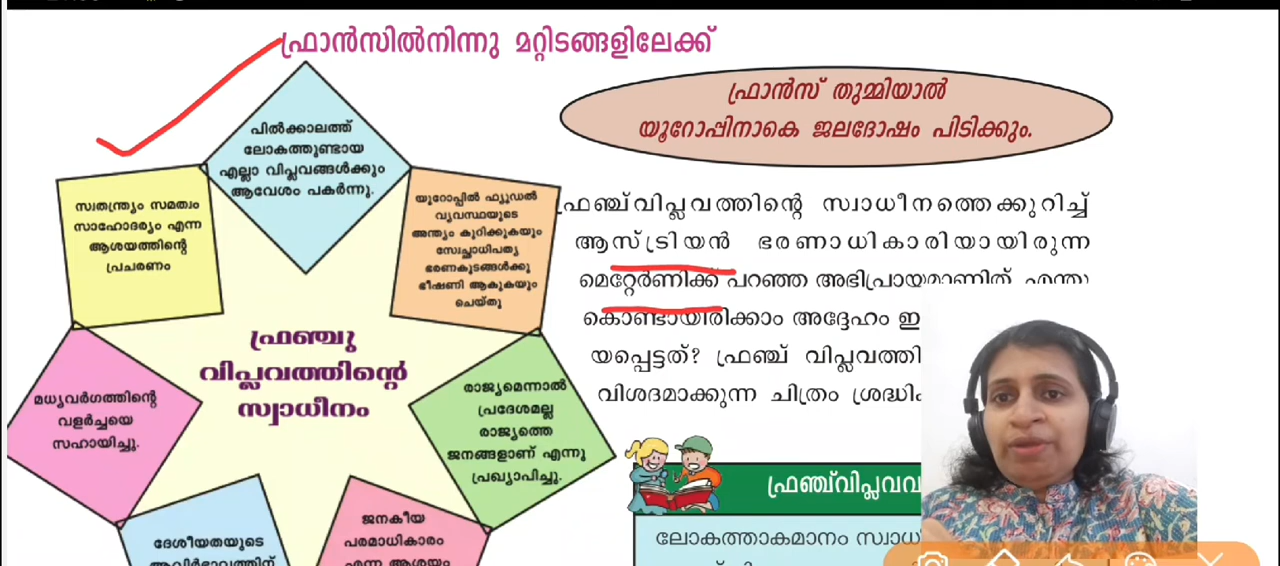 ഫ്രാൻസിൽനിന്നു മറ്റിടങ്ങളിലേക്ക്
ഫ്രാൻസ് തുമ്മിയാൽ
യൂറോപ്പിനാകെ ജലദോഷം പിടിക്കും.
പിൽക്കാലത്ത്
ലോകത്തുണ്ടായ
എല്ലാ വിപ്ലവങ്ങൾക്കും
ആവേശം പകർന്നു.
സ്വതന്ത്ര്യം സമത്വം
സാഹോദര്യം എന്ന
ആശയത്തിന്റെ
പ്രചരണം
യൂറോപ്പിൽ ഫ്യൂഡൽ
വ്യവസ്ഥയുടെ
അന്ത്യം കുറിക്കുകയും
സ്വേച്ഛാധിപത്യ
ഭരണകൂടങ്ങൾക്കു
ഭീഷണി ആകുകയും
ചെയ്തു
ഫ്രഞ്ചു
വിപ്ലവത്തിന്റെ
സ്വാധീനം
മധ്യവർഗത്തിന്റെ
വളർച്ചയെ
സഹായിച്ചു.
രാജ്യമെന്നാൽ
പ്രദേശമല്ല
രാജ്യത്തെ
ജനങ്ങളാണ് എന്നു
പ്രഖ്യാപിച്ചു.
ദേശീയതയുടെ
ജനകീയ
പരമാധികാരം
എന്ന ആശയം
ഫ്രഞ്ച് വിപ്ലവത്തിന്റെ സ്വാധീനത്തെക്കുറിച്ച്
ആസ്ട്രിയൻ ഭരണാധികാരിയായിരുന്ന
മെറ്റേർണിക്ക് പറഞ്ഞ അഭിപ്രായമാണിത്. എന്തു
കൊണ്ടായിരിക്കാം അദ്ദേഹം ഇ
യപ്പെട്ടത്? ഫ്രഞ്ച് വിപ്ലവത്തി
വിശദമാക്കുന്ന ചിത്രം ശ്രദ്ധി
ഫ്രഞ്ച്‌വിപ്ലവവ
ലോകത്താകമാനം സ്വാധ